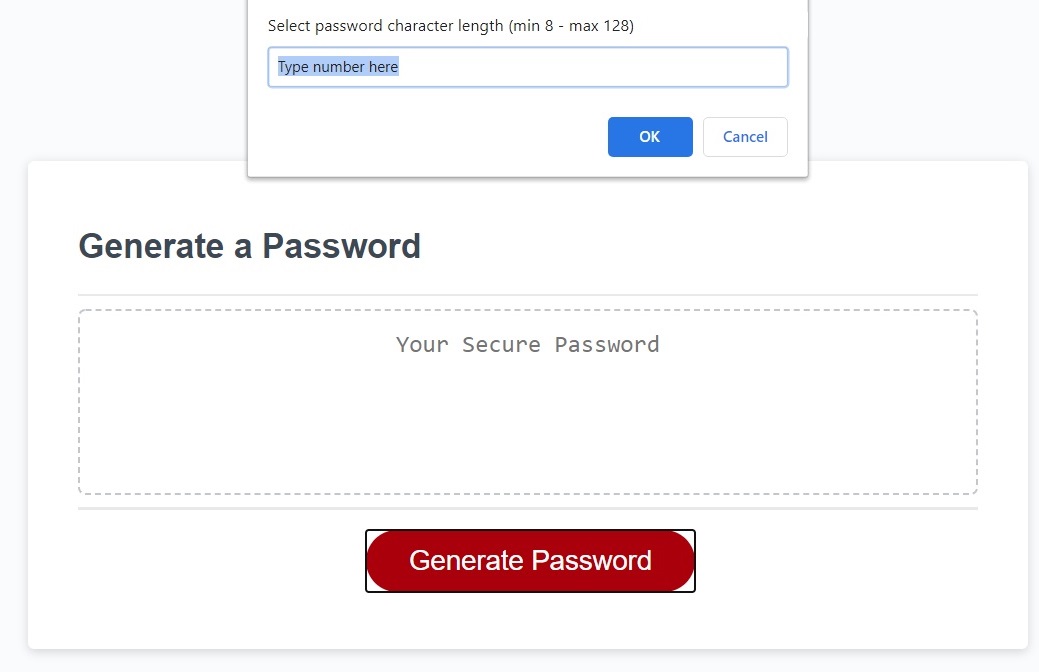 Select password character length (min 8 - max 128)
Type number here
OK
Cancel
Generate a Password
Your Secure Password
Generate Password